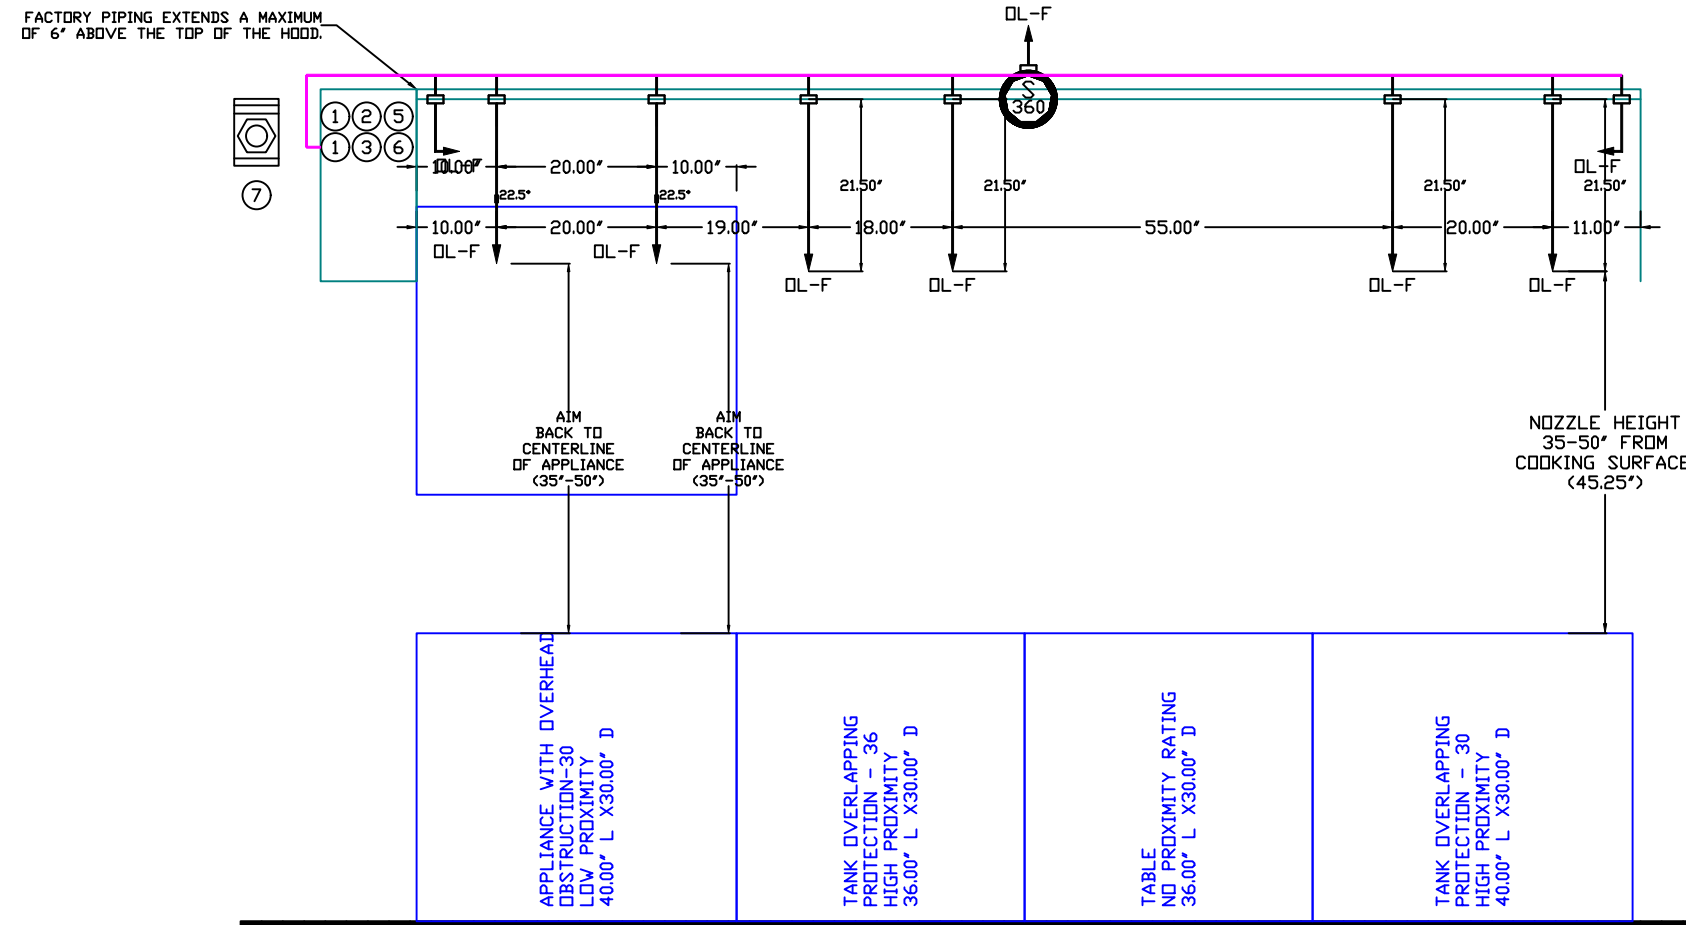 FACTORY PIPING EXTENDS A MAXIMUM
OF 6" ABOVE THE TOP OF THE HOOD.
OL-F
S
360
1 2 5
1 3 6
7
10.00"
OL-F
20.00"
10.00"
22.5°
22.5°
21.50"
21.50"
21.50"
OL-F
21.50"
10.00"
20.00"
19.00"
18.00"
55.00"
20.00"
11.00"
OL-F
OL-F
OL-F
OL-F
OL-F
OL-F
AIM
BACK TO
CENTERLINE
OF APPLIANCE
(35"-50")
AIM
BACK TO
CENTERLINE
OF APPLIANCE
(35"-50")
NOZZLE HEIGHT
35-50" FROM
COOKING SURFACE
(45.25")
APPLIANCE WITH OVERHEAD
OBSTRUCTION-30
LOW PROXIMITY
40.00" L X30.00" D
TANK OVERLAPPING
PROTECTION - 36
HIGH PROXIMITY
36.00" L X30.00" D
TABLE
NO PROXIMITY RATING
36.00" L X30.00" D
TANK OVERLAPPING
PROTECTION - 30
HIGH PROXIMITY
40.00" L X30.00" D